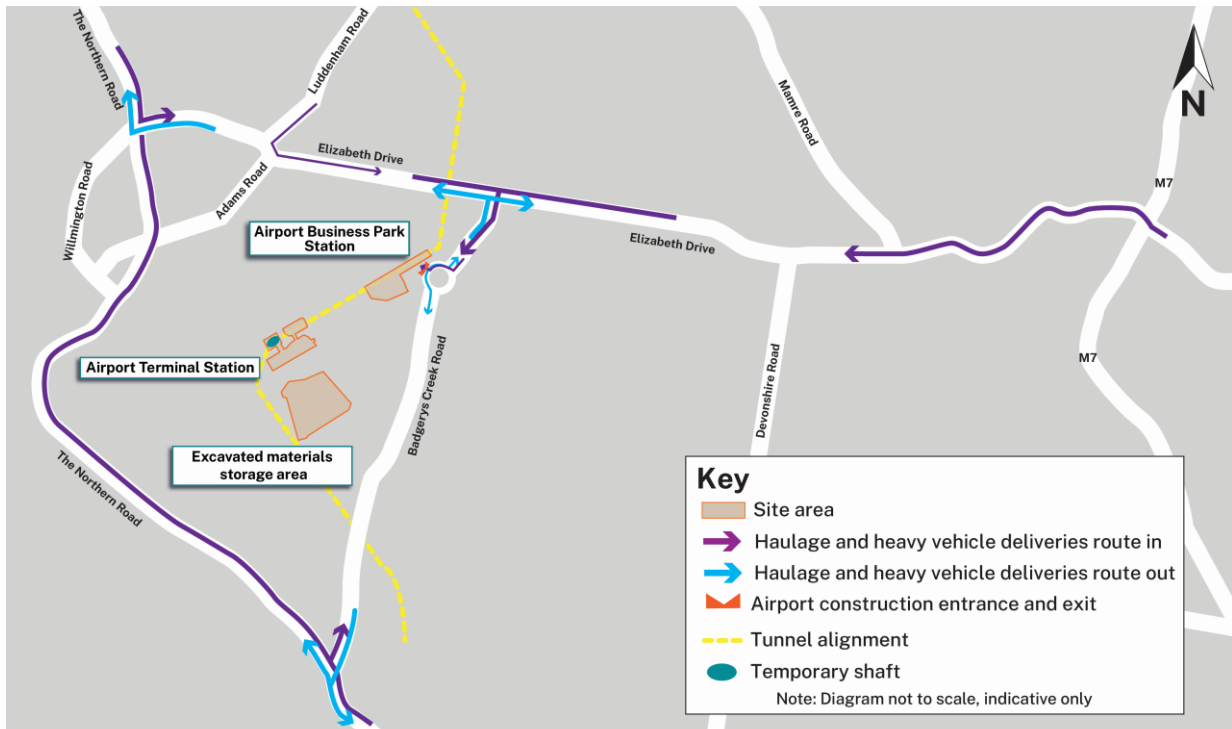 The Northern Road
Luddenham Road
Mamre Road
N
M7
Willmington Road
Adams Road
Elizabeth Drive
Airport Business Park
Station
Elizabeth Drive
Airport Terminal Station
Badgerys Creek Road
Devonshire Road
M7
Excavated materials
storage area
The Northern Road
Key
Site area
Haulage and heavy vehicle deliveries route in
Haulage and heavy vehicle deliveries route out
Airport construction entrance and exit
Tunnel alignment
Temporary shaft
Note: Diagram not to scale, indicative only